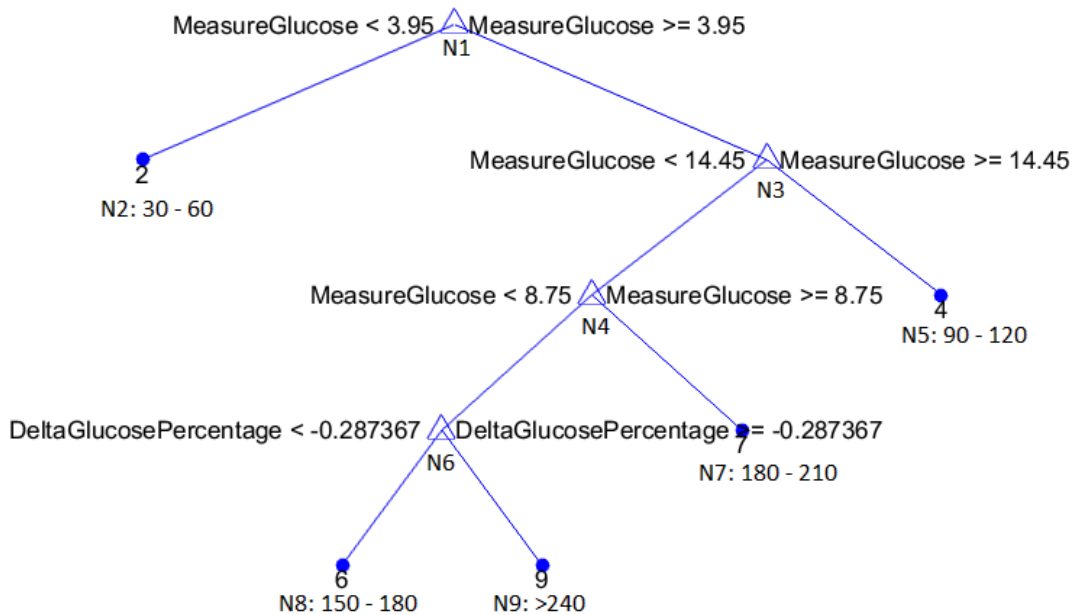 MeasureGlucose < 3.95 MeasureGlucose >= 3.95
N1
MeasureGlucose < 14.45 MeasureGlucose >= 14.45
2
N3
N2: 30 - 60
MeasureGlucose < 8.75 MeasureGlucose >= 8.75
4
N4
N5: 90 - 120
DeltaGlucosePercentage < -0.287367 DeltaGlucosePercentage >= -0.287367
7
N6
N7: 180 - 210
6
9
N8: 150 - 180
N9: >240